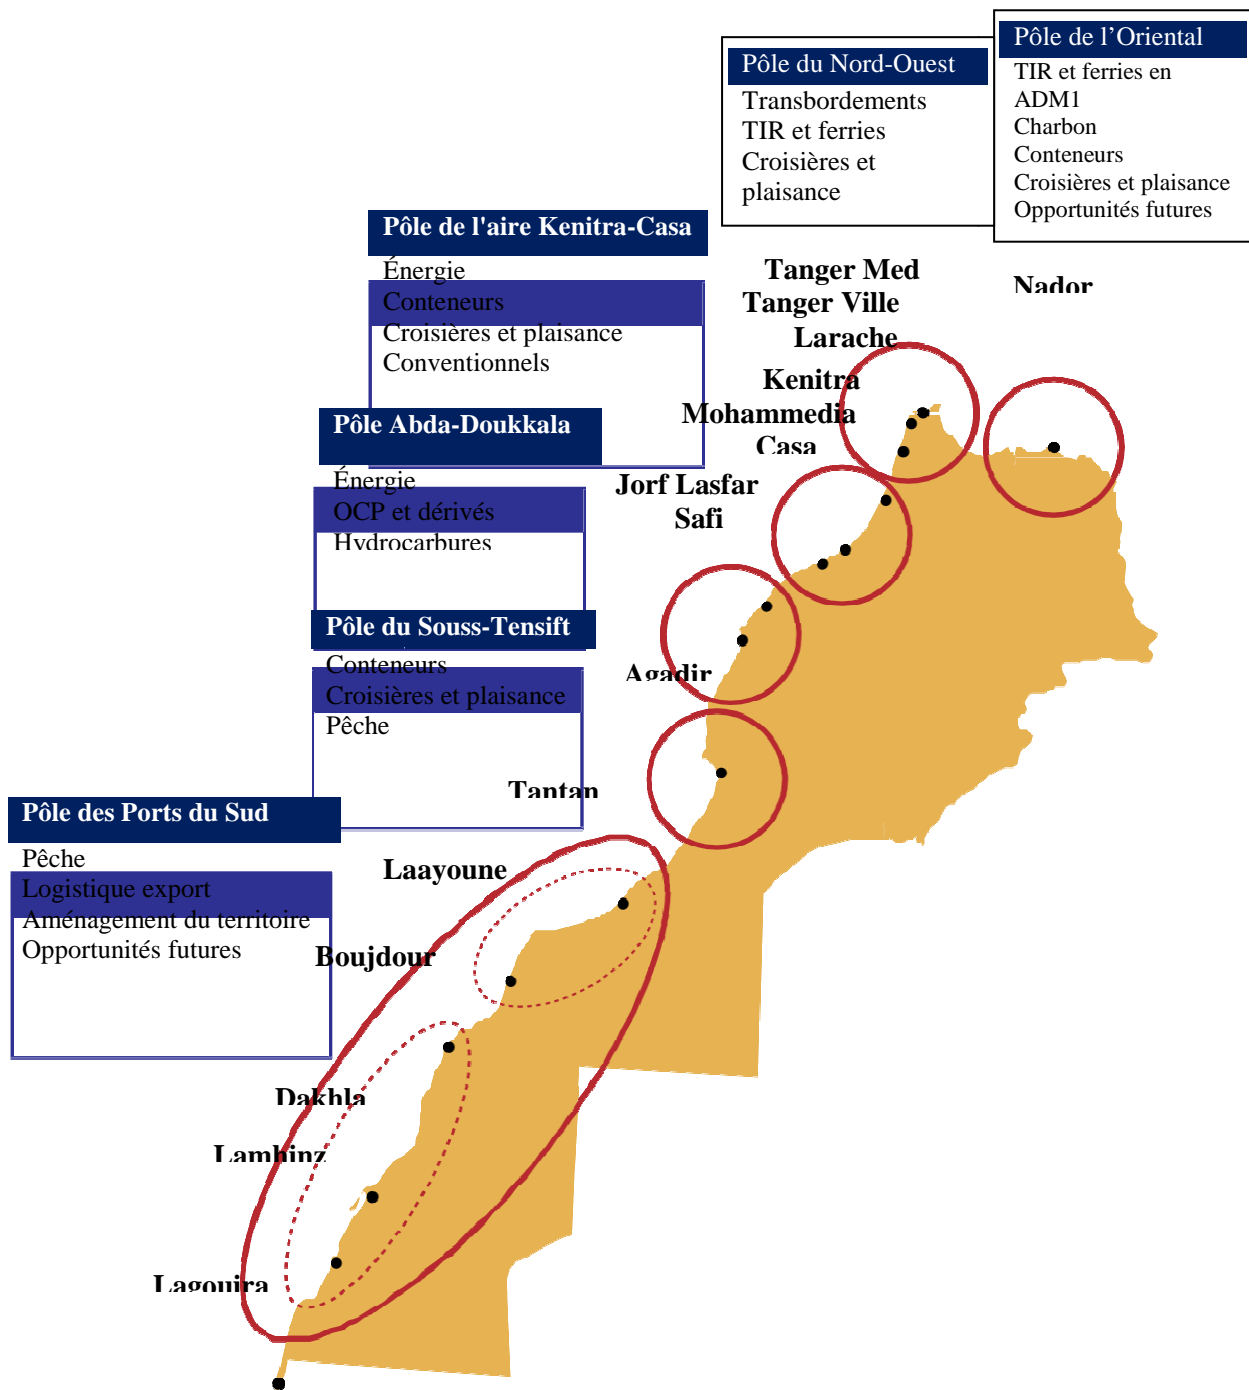 Pôle de l'Oriental
TIR et ferries en
ADM1
Charbon
Conteneurs
Croisières et plaisance
Opportunités futures
Pôle du Nord-Ouest
Transbordements
TIR et ferries
Croisières et
plaisance
Pôle de l'aire Kenitra-Casa
Énergie
Conteneurs
Croisières et plaisance
Conventionnels
Tanger Med
Tanger Ville
Larache
Nador
Kenitra
Mohammedia
Casa
Pôle Abda-Doukkala
Énergie
OCP et dérivés
Hydrocarbures
Jorf Lasfar
Safi
Pôle du Souss-Tensift
Conteneurs
Croisières et plaisance
Pêche
Agadir
Tantan
Pôle des Ports du Sud
Pêche
Logistique export
Aménagement du territoire
Opportunités futures
Laayoune
Boujdour
Dakhla
Lagouira